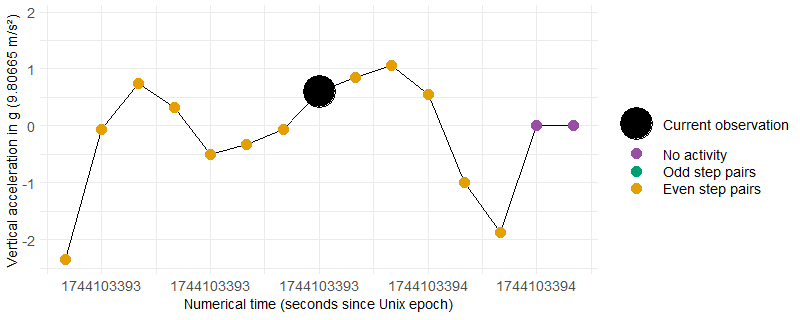 Vertical acceleration in g (9.80665 m/s²)
2
1
0
-1
-2
1744103393 1744103393 1744103393 1744103394 1744103394
Numerical time (seconds since Unix epoch)
Current observation
No activity
Odd step pairs
Even step pairs